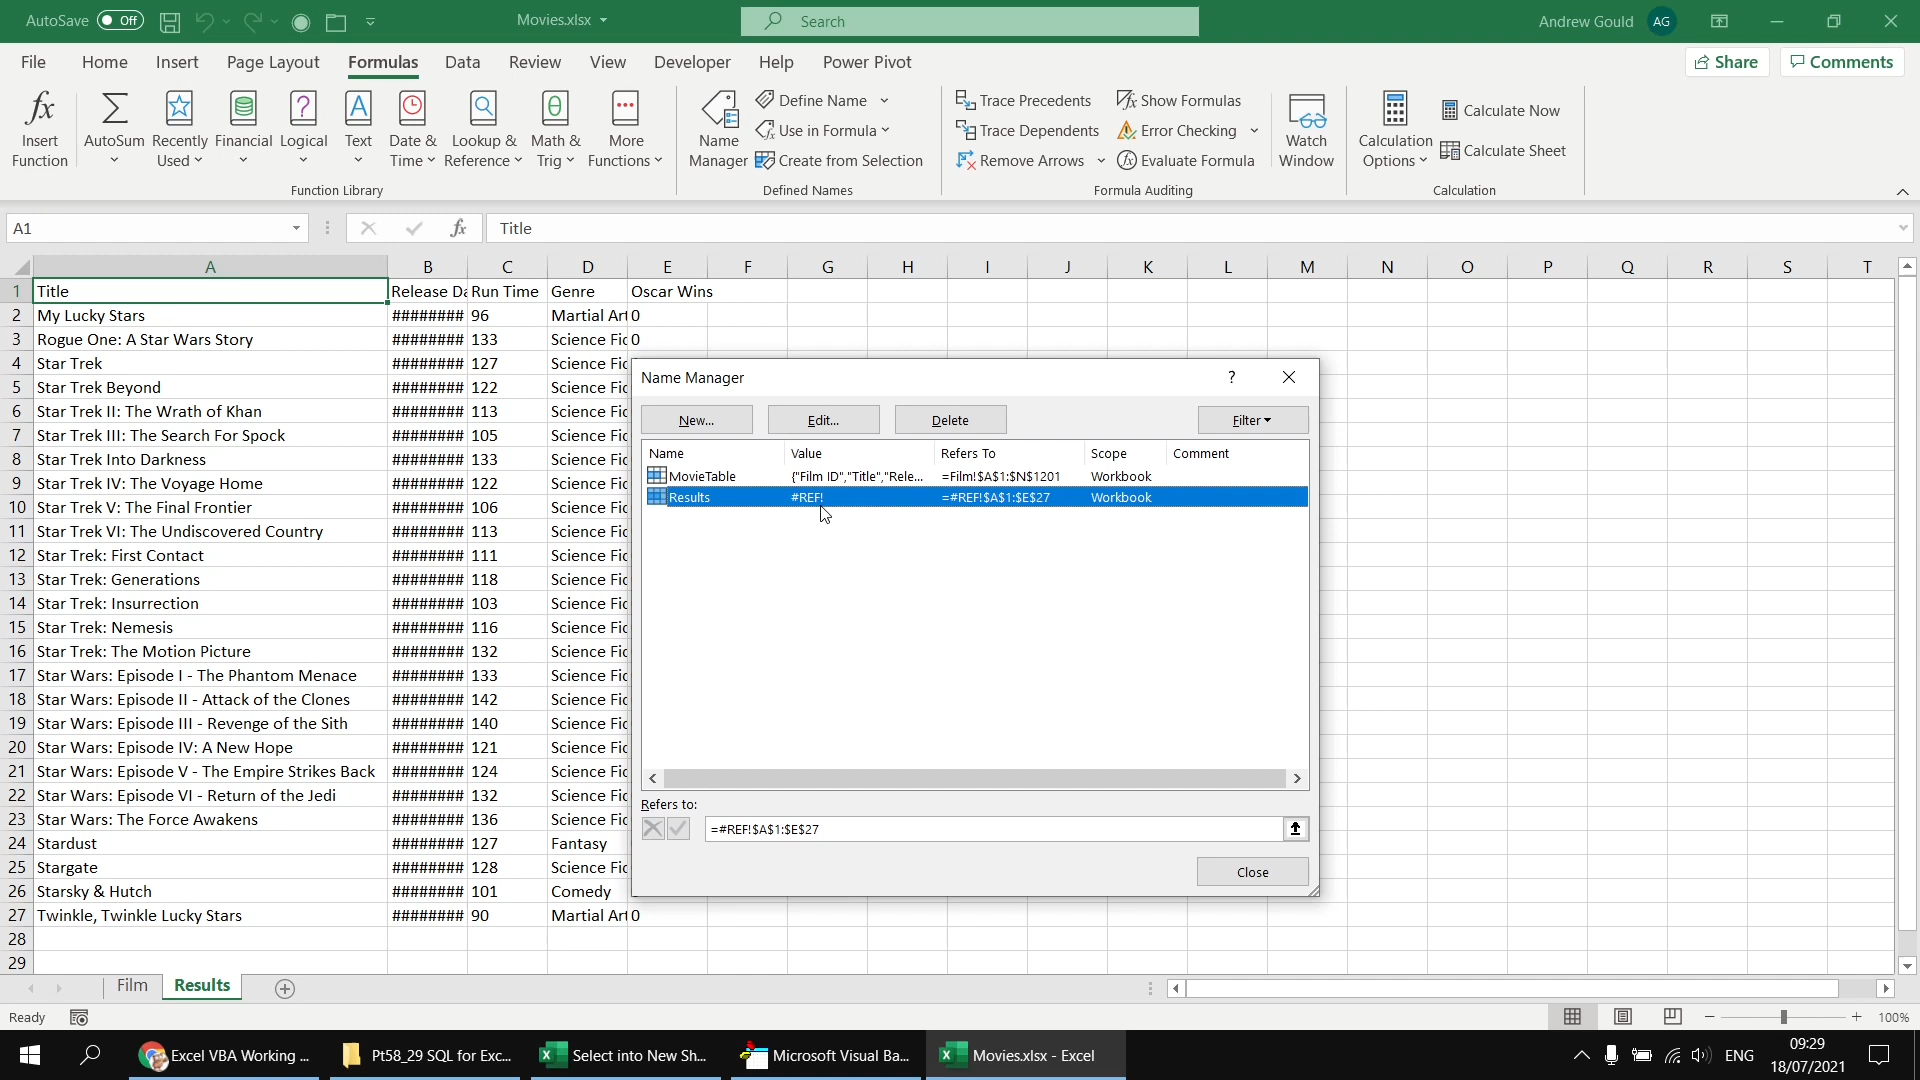 AutoSave Off Movies.xlsx Search Andrew Gould AG
File Home Insert Page Layout Formulas Data Review View Developer Help Power Pivot Share Comments
Insert Function AutoSum Recently Used Financial Logical Text Date & Time Lookup & Reference Math & Trig More Functions
Name Manager Define Name Use in Formula Create from Selection
Trace Precedents Show Formulas
Trace Dependents Error Checking
Remove Arrows Evaluate Formula
Watch Window Calculation Options Calculate Now Calculate Sheet
Function Library Defined Names Formula Auditing Calculation
A1 fx Title
A B C D E F G H I J K L M N O P Q R S T
1 Title Release Da Run Time Genre Oscar Wins
2 My Lucky Stars ######## 96 Martial Art 0
3 Rogue One: A Star Wars Story ######## 133 Science Fic 0
4 Star Trek ######## 127 Science Fic
5 Star Trek Beyond ######## 122 Science Fic
6 Star Trek II: The Wrath of Khan ######## 113 Science Fic
7 Star Trek III: The Search For Spock ######## 105 Science Fic
8 Star Trek Into Darkness ######## 133 Science Fic
9 Star Trek IV: The Voyage Home ######## 122 Science Fic
10 Star Trek V: The Final Frontier ######## 106 Science Fic
11 Star Trek VI: The Undiscovered Country ######## 113 Science Fic
12 Star Trek: First Contact ######## 111 Science Fic
13 Star Trek: Generations ######## 118 Science Fic
14 Star Trek: Insurrection ######## 103 Science Fic
15 Star Trek: Nemesis ######## 116 Science Fic
16 Star Trek: The Motion Picture ######## 132 Science Fic
17 Star Wars: Episode I - The Phantom Menace ######## 133 Science Fic
18 Star Wars: Episode II - Attack of the Clones ######## 142 Science Fic
19 Star Wars: Episode III - Revenge of the Sith ######## 140 Science Fic
20 Star Wars: Episode IV: A New Hope ######## 121 Science Fic
21 Star Wars: Episode V - The Empire Strikes Back ######## 124 Science Fic
22 Star Wars: Episode VI - Return of the Jedi ######## 132 Science Fic
23 Star Wars: The Force Awakens ######## 136 Science Fic
24 Stardust ######## 127 Fantasy
25 Stargate ######## 128 Science Fic
26 Starsky & Hutch ######## 101 Comedy
27 Twinkle, Twinkle Lucky Stars ######## 90 Martial Art 0
28
29
Name Manager ?
New... Edit... Delete Filter
Name Value Refers To Scope Comment
MovieTable {"Film ID","Title","Rele... =Film!$A$1:$N$1201 Workbook
Results #REF! =#REF!$A$1:$E$27 Workbook
Refers to:
=#REF!$A$1:$E$27
Close
Film Results
Ready 100%
Excel VBA Working ... Pt58_29 SQL for Exc... Select into New Sh... Microsoft Visual Ba... Movies.xlsx - Excel ENG 09:29
18/07/2021